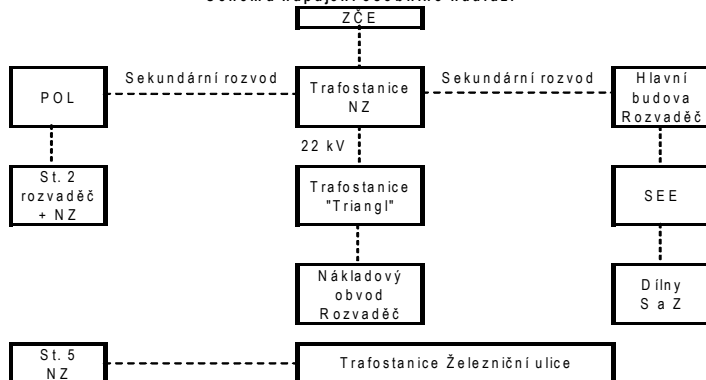 ZČE
Sekundární rozvod
Sekundární rozvod
POL
Trafostanice
NZ
Hlavní
budova
Rozvaděč
22 kV
St. 2
rozvaděč
+ NZ
Trafostanice
"Triangl"
SEE
Nákladový
obvod
Rozvaděč
Dílny
S a Z
St. 5
NZ
Trafostanice Železniční ulice